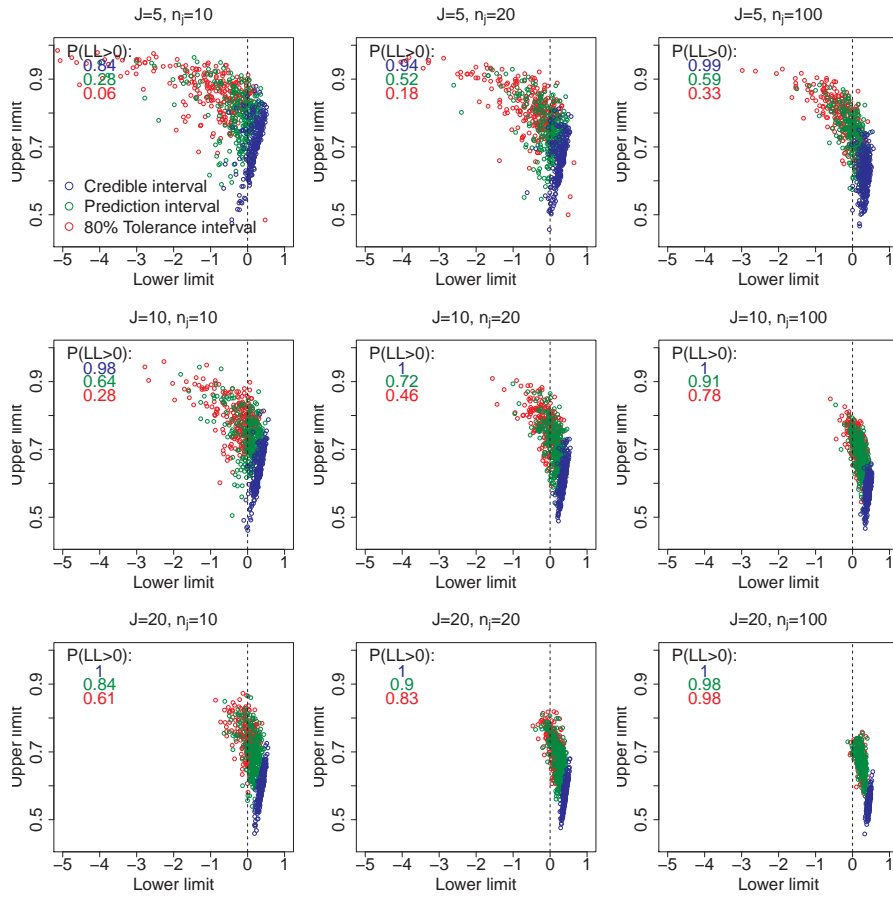 J=5, nj=10
P(LL>0):
0.84
0.28
0.06
Credible interval
Prediction interval
80% Tolerance interval
0.5 0.7 0.9
Upper limit
−5 −4 −3 −2 −1 0 1
Lower limit
J=5, nj=20
P(LL>0):
0.94
0.52
0.18
0.5 0.7 0.9
Upper limit
−5 −4 −3 −2 −1 0 1
Lower limit
J=5, nj=100
P(LL>0):
0.99
0.59
0.33
0.5 0.7 0.9
Upper limit
−5 −4 −3 −2 −1 0 1
Lower limit
J=10, nj=10
P(LL>0):
0.98
0.64
0.28
0.5 0.7 0.9
Upper limit
−5 −4 −3 −2 −1 0 1
Lower limit
J=10, nj=20
P(LL>0):
1
0.72
0.46
0.5 0.7 0.9
Upper limit
−5 −4 −3 −2 −1 0 1
Lower limit
J=10, nj=100
P(LL>0):
1
0.91
0.78
0.5 0.7 0.9
Upper limit
−5 −4 −3 −2 −1 0 1
Lower limit
J=20, nj=10
P(LL>0):
1
0.84
0.61
0.5 0.7 0.9
Upper limit
−5 −4 −3 −2 −1 0 1
Lower limit
J=20, nj=20
P(LL>0):
1
0.9
0.83
0.5 0.7 0.9
Upper limit
−5 −4 −3 −2 −1 0 1
Lower limit
J=20, nj=100
P(LL>0):
1
0.98
0.98
0.5 0.7 0.9
Upper limit
−5 −4 −3 −2 −1 0 1
Lower limit